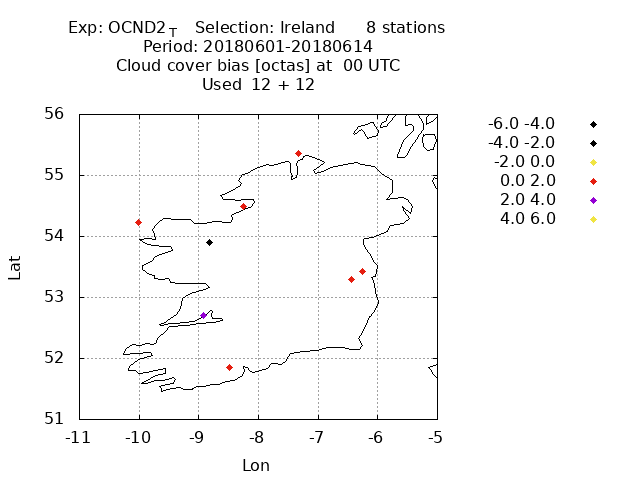 Exp: OCND2T Selection: Ireland 8 stations
Period: 20180601-20180614
Cloud cover bias [octas] at 00 UTC
Used 12 + 12
-6.0 -4.0
-4.0 -2.0
-2.0 0.0
0.0 2.0
2.0 4.0
4.0 6.0
56
55
54
53
52
51
Lat
-11 -10 -9 -8 -7 -6 -5
Lon